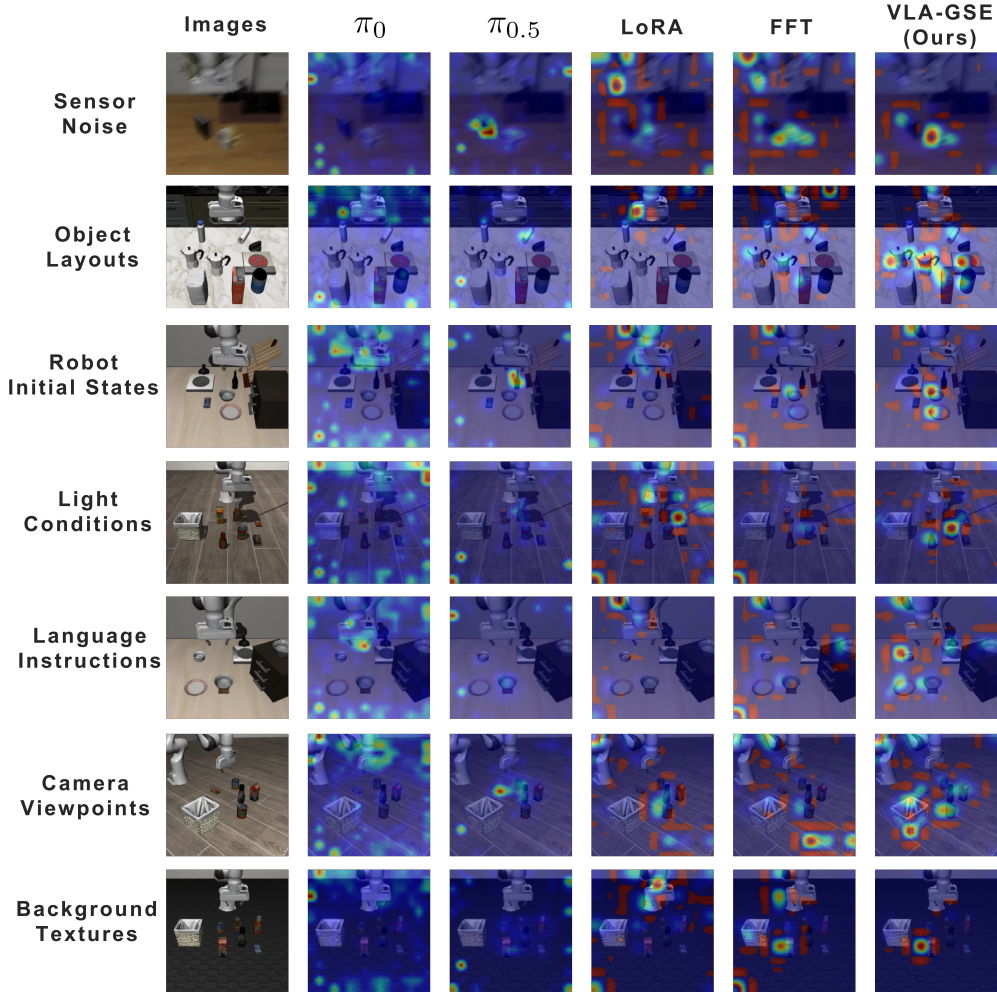 Images π₀ π₀.₅ LoRA FFT VLA-GSE
(Ours)
Sensor
Noise
Object
Layouts
Robot
Initial States
Light
Conditions
Language
Instructions
Camera
Viewpoints
Background
Textures